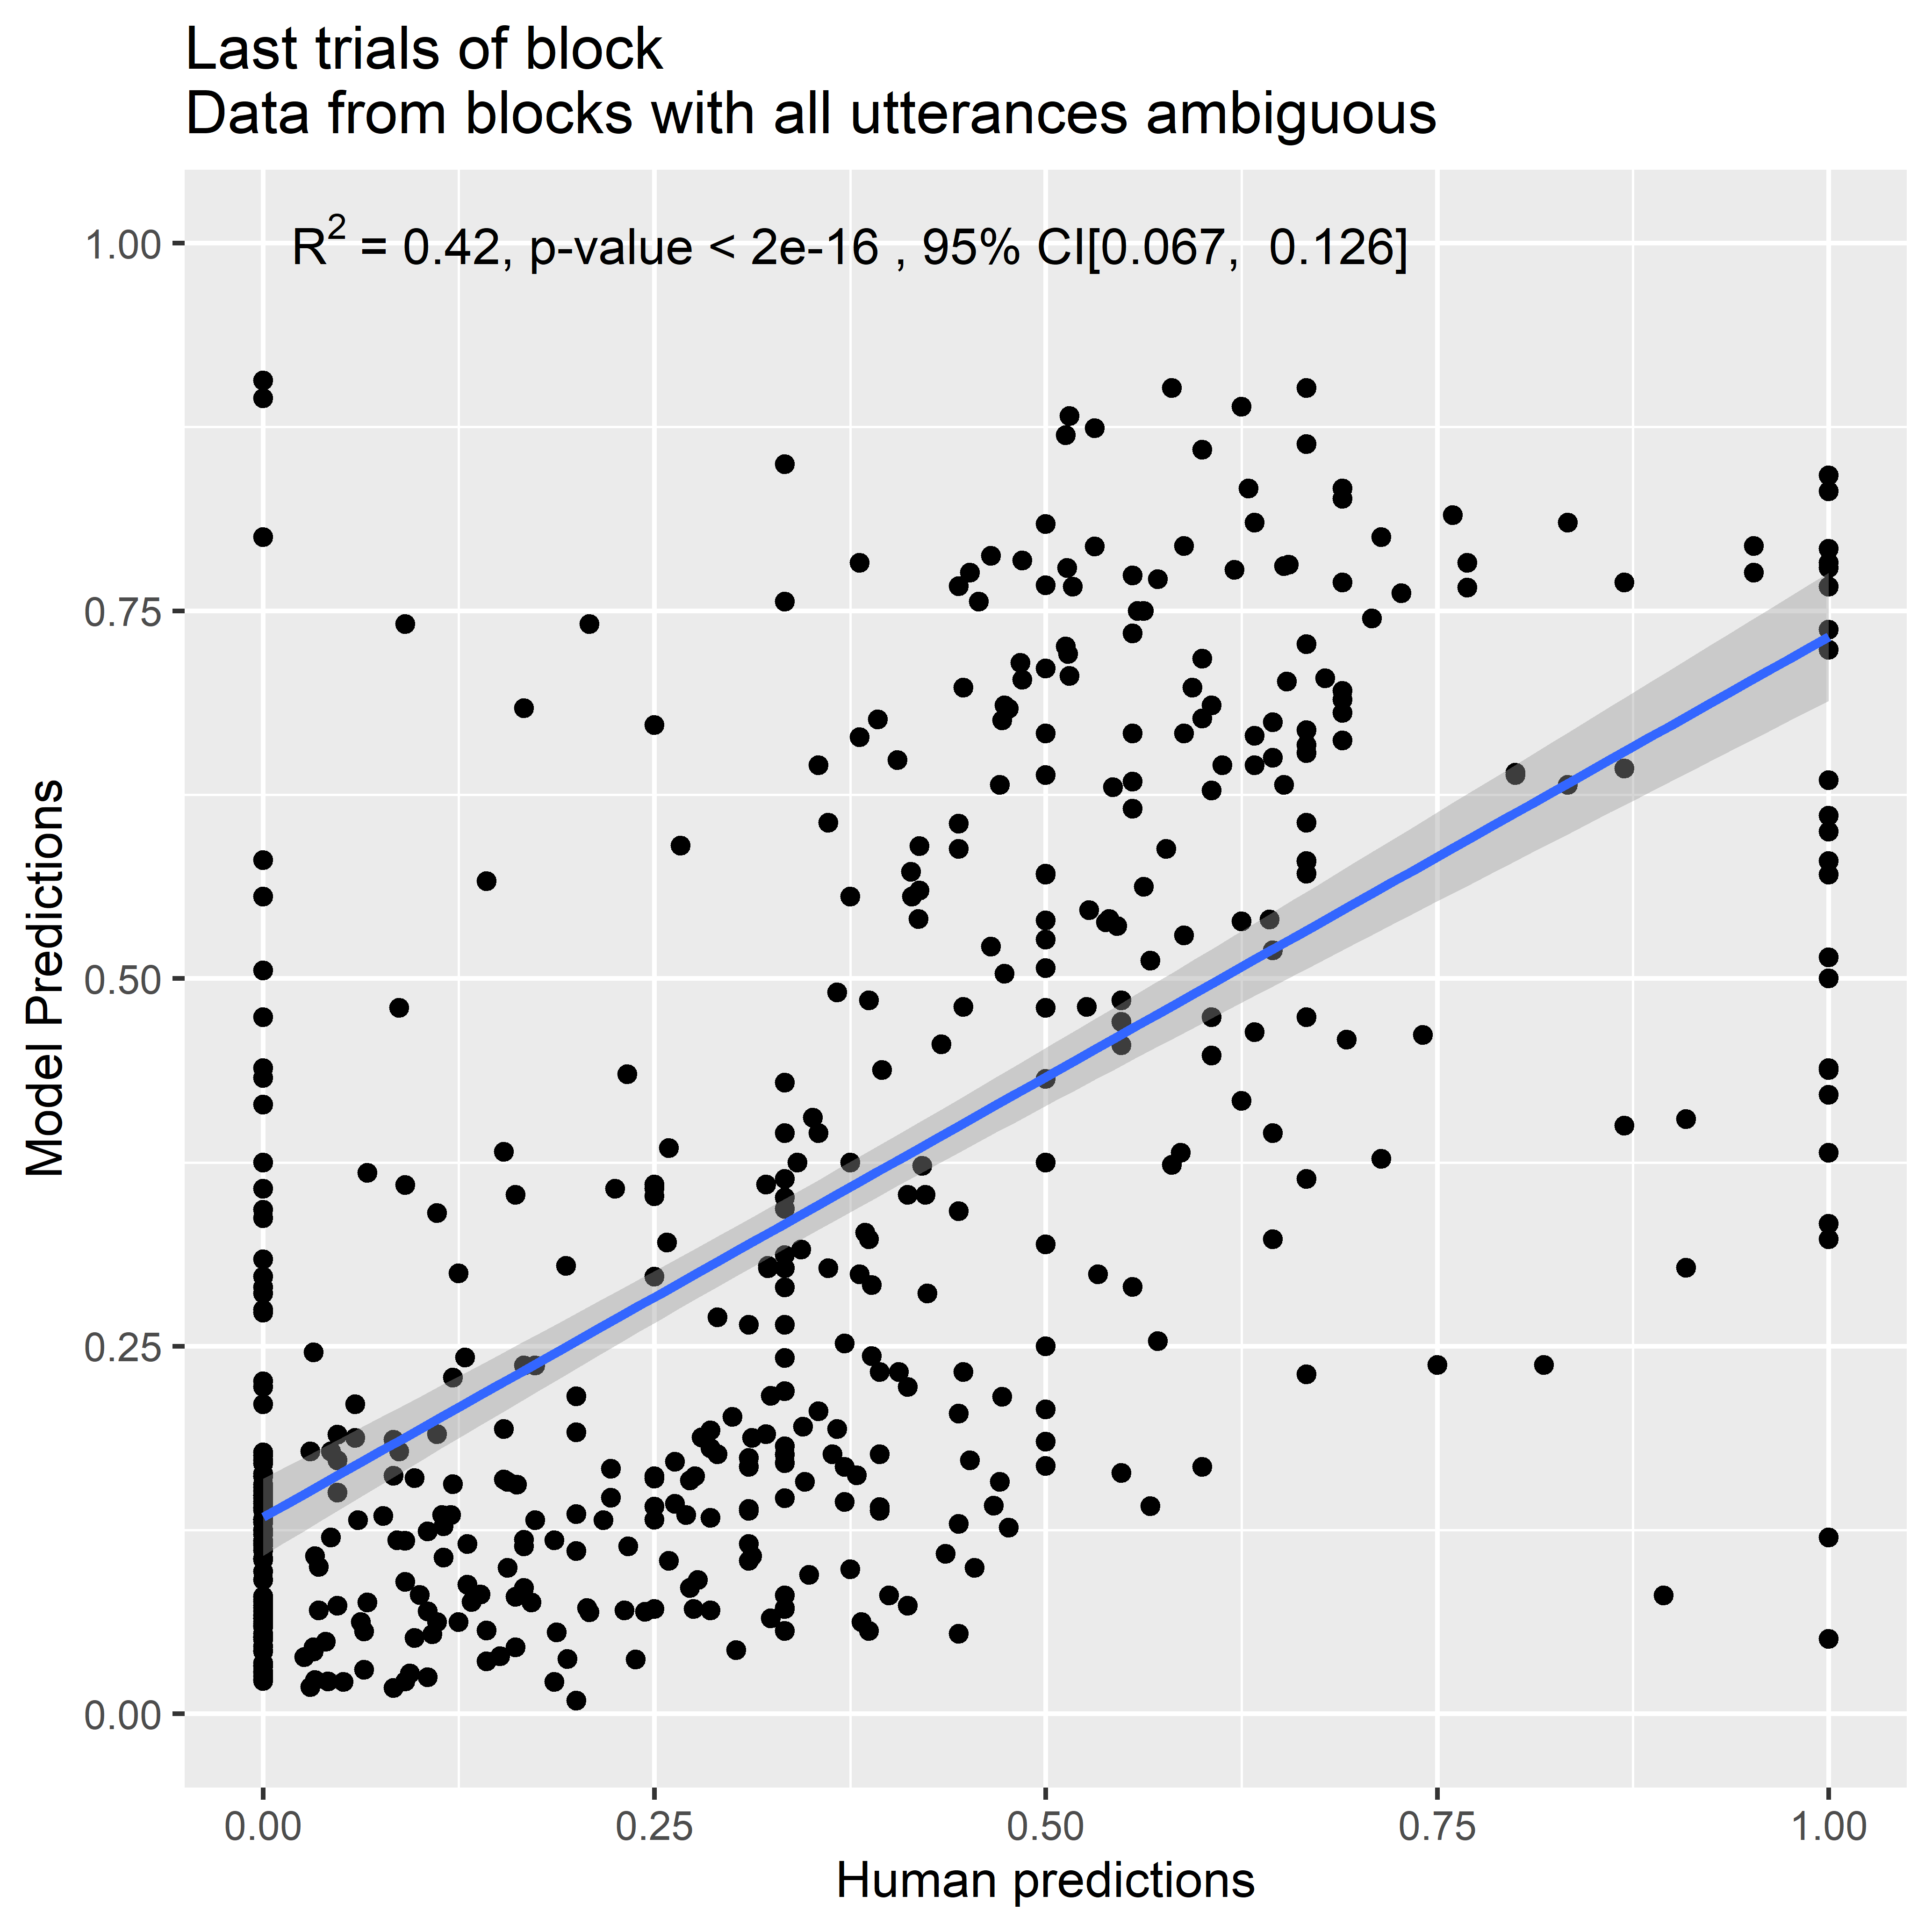 Last trials of block
Data from blocks with all utterances ambiguous
R² = 0.42, p-value < 2e-16 , 95% CI[0.067,  0.126]
Model Predictions
1.00
0.75
0.50
0.25
0.00
0.00 0.25 0.50 0.75 1.00
Human predictions